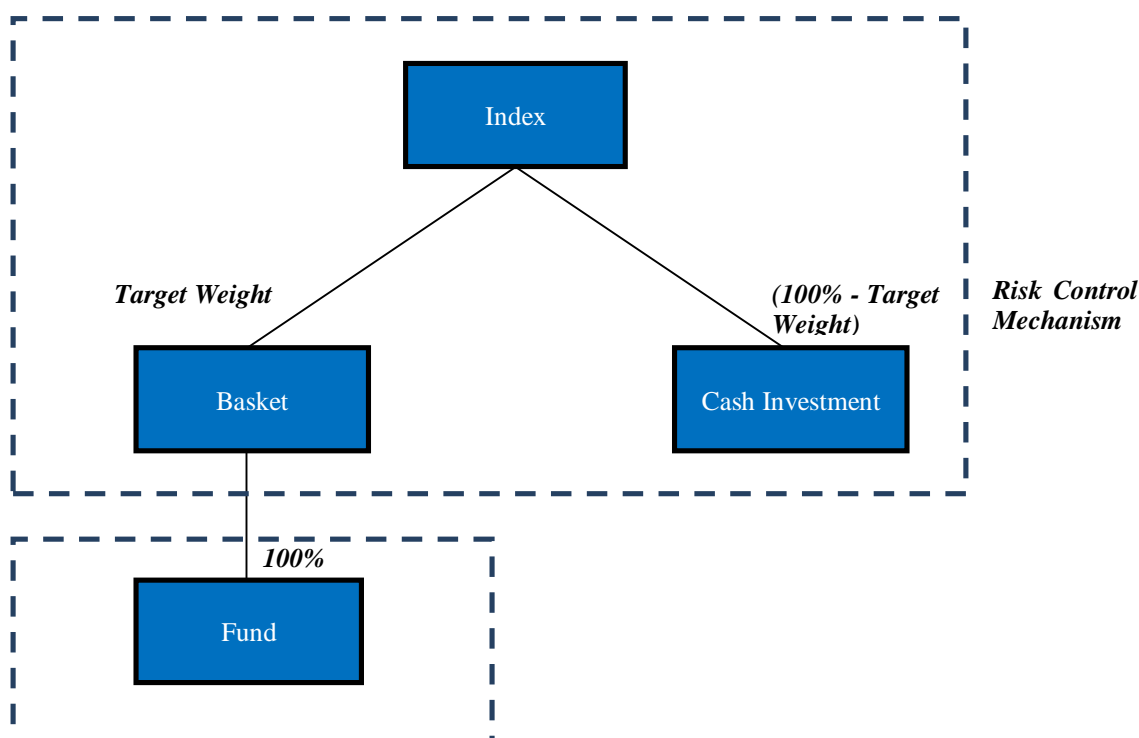 Index
Target Weight
(100% - Target
Weight)
Risk Control
Mechanism
Basket
Cash Investment
100%
Fund